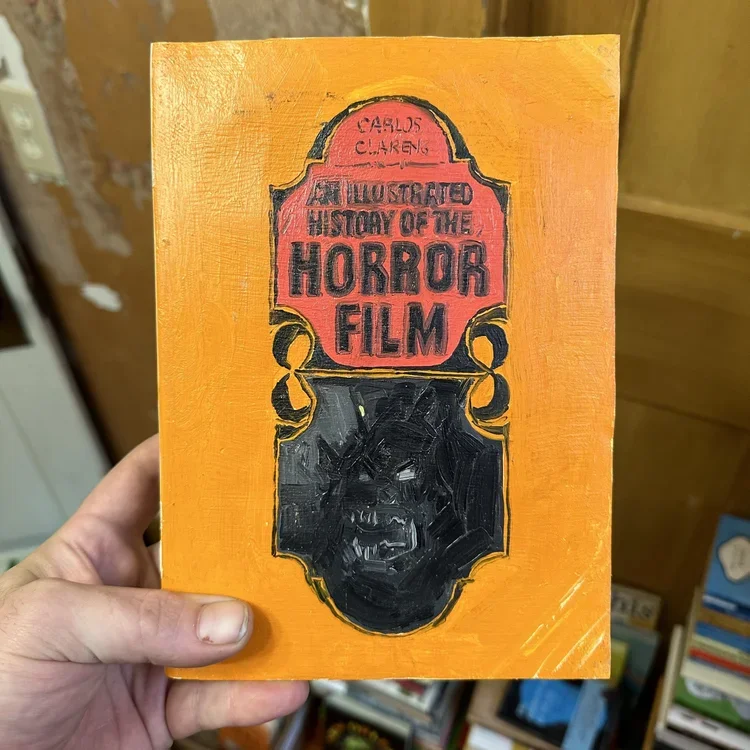 CARLOS
CLARENS
AN ILLUSTRATED
HISTORY OF THE
HORROR
FILM